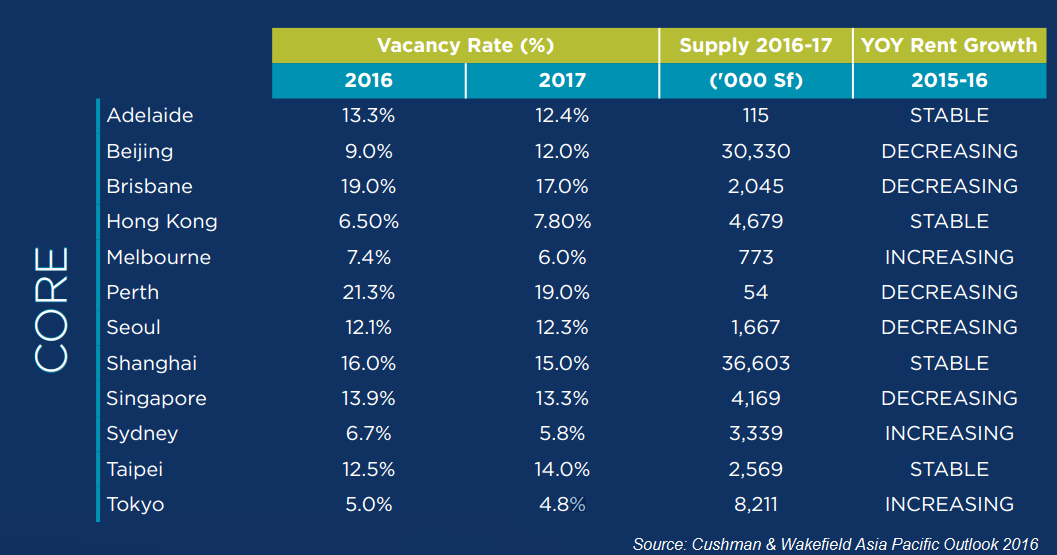 Vacancy Rate (%) Supply 2016-17 YOY Rent Growth
2016 2017 ('000 Sf) 2015-16
CORE
Adelaide 13.3% 12.4% 115 STABLE
Beijing 9.0% 12.0% 30,330 DECREASING
Brisbane 19.0% 17.0% 2,045 DECREASING
Hong Kong 6.50% 7.80% 4,679 STABLE
Melbourne 7.4% 6.0% 773 INCREASING
Perth 21.3% 19.0% 54 DECREASING
Seoul 12.1% 12.3% 1,667 DECREASING
Shanghai 16.0% 15.0% 36,603 STABLE
Singapore 13.9% 13.3% 4,169 DECREASING
Sydney 6.7% 5.8% 3,339 INCREASING
Taipei 12.5% 14.0% 2,569 STABLE
Tokyo 5.0% 4.8% 8,211 INCREASING
Source: Cushman & Wakefield Asia Pacific Outlook 2016